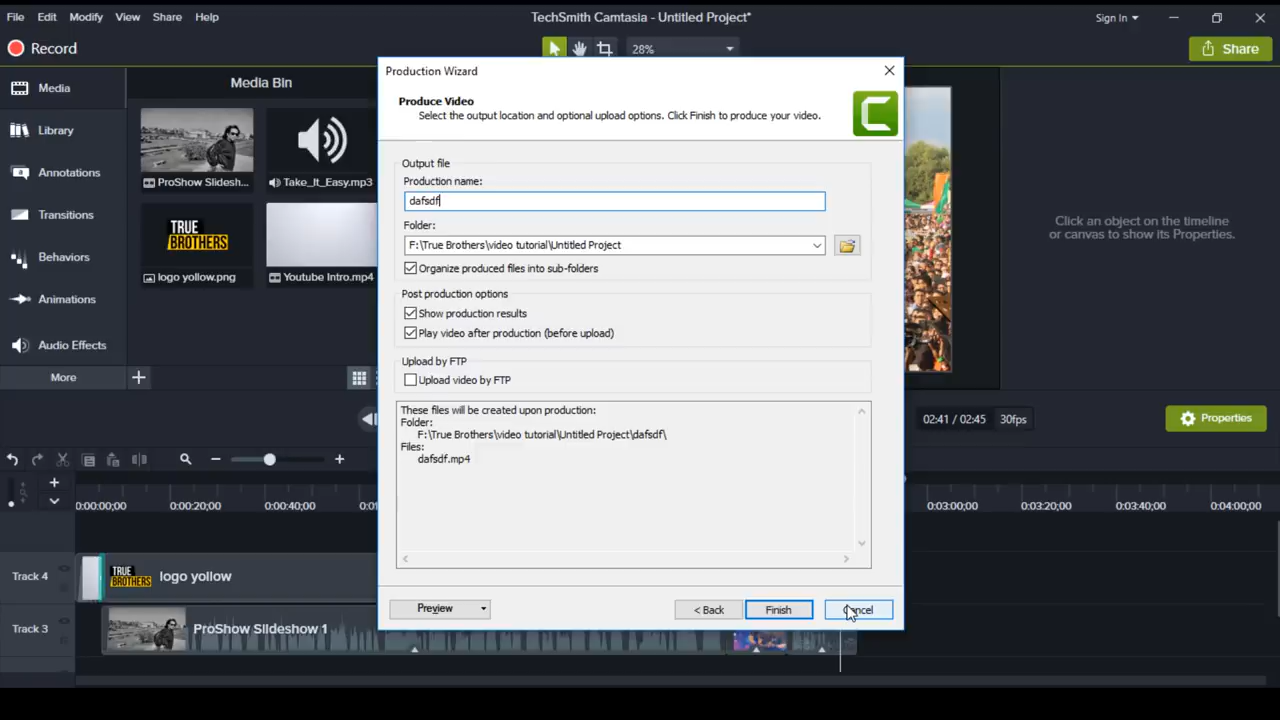 File Edit Modify View Share Help
TechSmith Camtasia - Untitled Project*
Sign In
Record
28%
Share
Media
Library
Annotations
Transitions
Behaviors
Animations
Audio Effects
More
Media Bin
ProShow Slidesh...
Take_It_Easy.mp3
TRUE
BROTHERS
logo yollow.png
Youtube Intro.mp4
Production Wizard
Produce Video
Select the output location and optional upload options. Click Finish to produce your video.
Output file
Production name:
dafsdf
Folder:
F:\True Brothers\video tutorial\Untitled Project
Organize produced files into sub-folders
Post production options
Show production results
Play video after production (before upload)
Upload by FTP
Upload video by FTP
These files will be created upon production:
Folder:
F:\True Brothers\video tutorial\Untitled Project\dafsdf\
Files:
dafsdf.mp4
Preview
< Back
Finish
Cancel
Click an object on the timeline
or canvas to show its Properties.
02:41 / 02:45 30fps
Properties
0:00:00;00 0:00:20;00 0:00:40;00 0:03:00;00 0:03:20;00 0:03:40;00 0:04:00;00
Track 4
TRUE
BROTHERS
logo yollow
Track 3
ProShow Slideshow 1